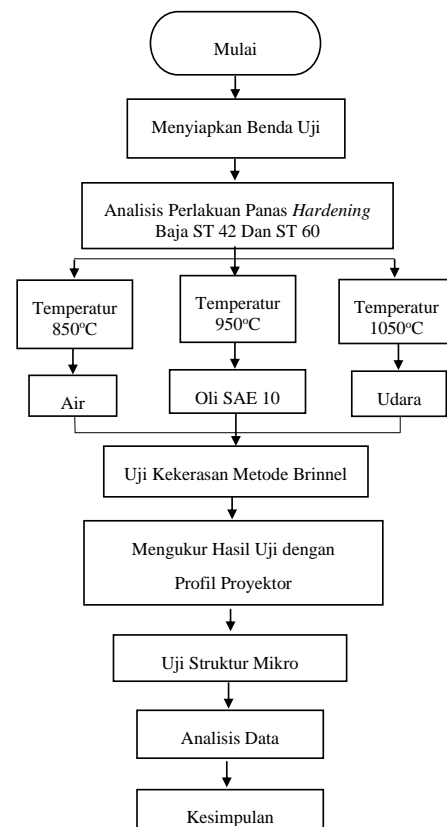 Mulai
Menyiapkan Benda Uji
Analisis Perlakuan Panas Hardening
Baja ST 42 Dan ST 60
Temperatur
850°C
Temperatur
950°C
Temperatur
1050°C
Air
Oli SAE 10
Udara
Uji Kekerasan Metode Brinnel
Mengukur Hasil Uji dengan
Profil Proyektor
Uji Struktur Mikro
Analisis Data
Kesimpulan